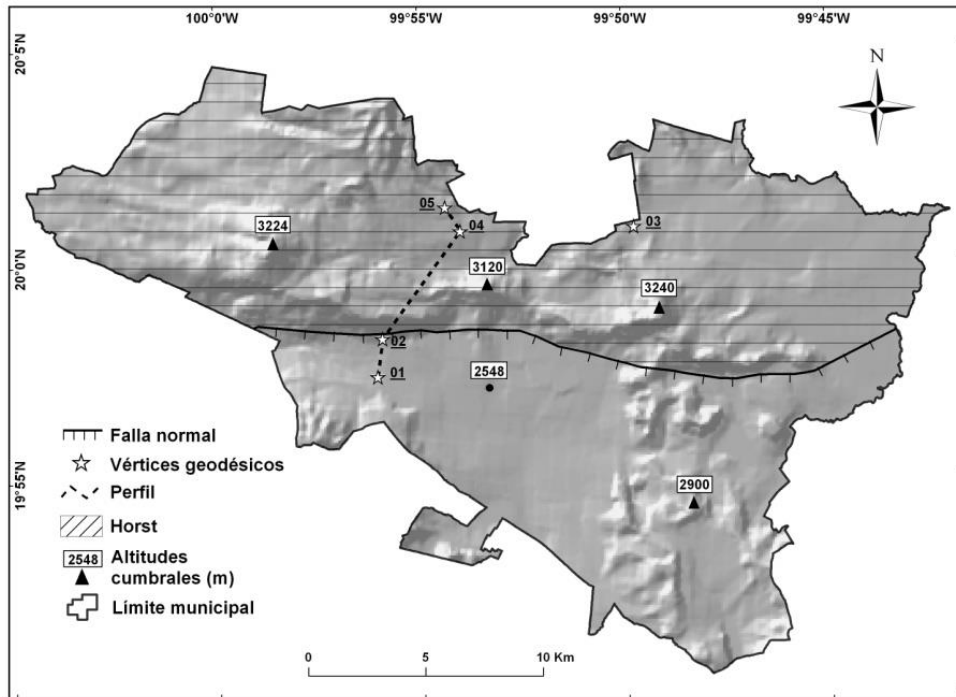 100°0'W 99°55'W 99°50'W 99°45'W
20°5'N
N
05
04
03
3224
3120
20°0'N
3240
02
01
2548
Falla normal
Vértices geodésicos
19°55'N
2900
Perfil
Horst
2548 Altitudes
cumbrales (m)
Límite municipal
0 5 10 Km